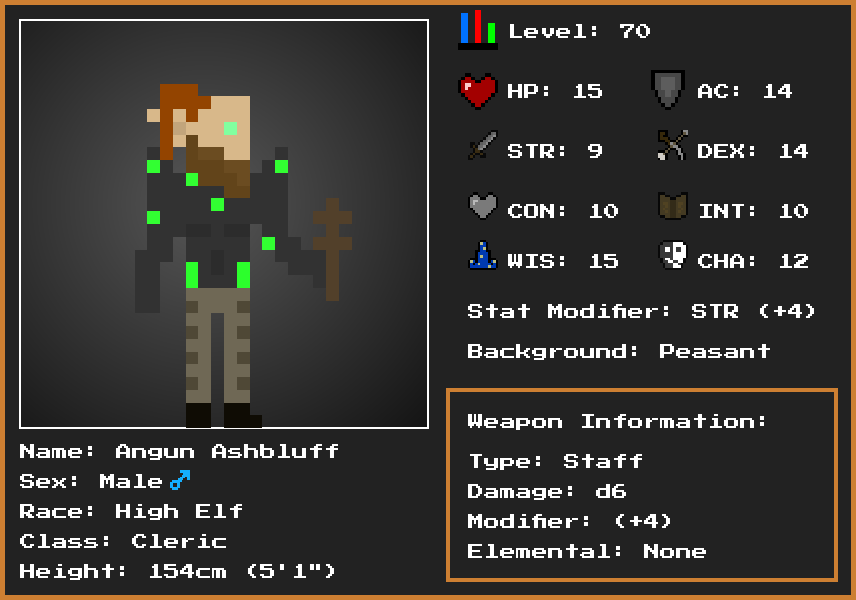 Level: 70
HP: 15 AC: 14
STR: 9 DEX: 14
CON: 10 INT: 10
WIS: 15 CHA: 12
Stat Modifier: STR (+4)
Background: Peasant
Weapon Information:
Type: Staff
Damage: d6
Modifier: (+4)
Elemental: None
Name: Angun Ashbluff
Sex: Male♂
Race: High Elf
Class: Cleric
Height: 154cm (5'1")